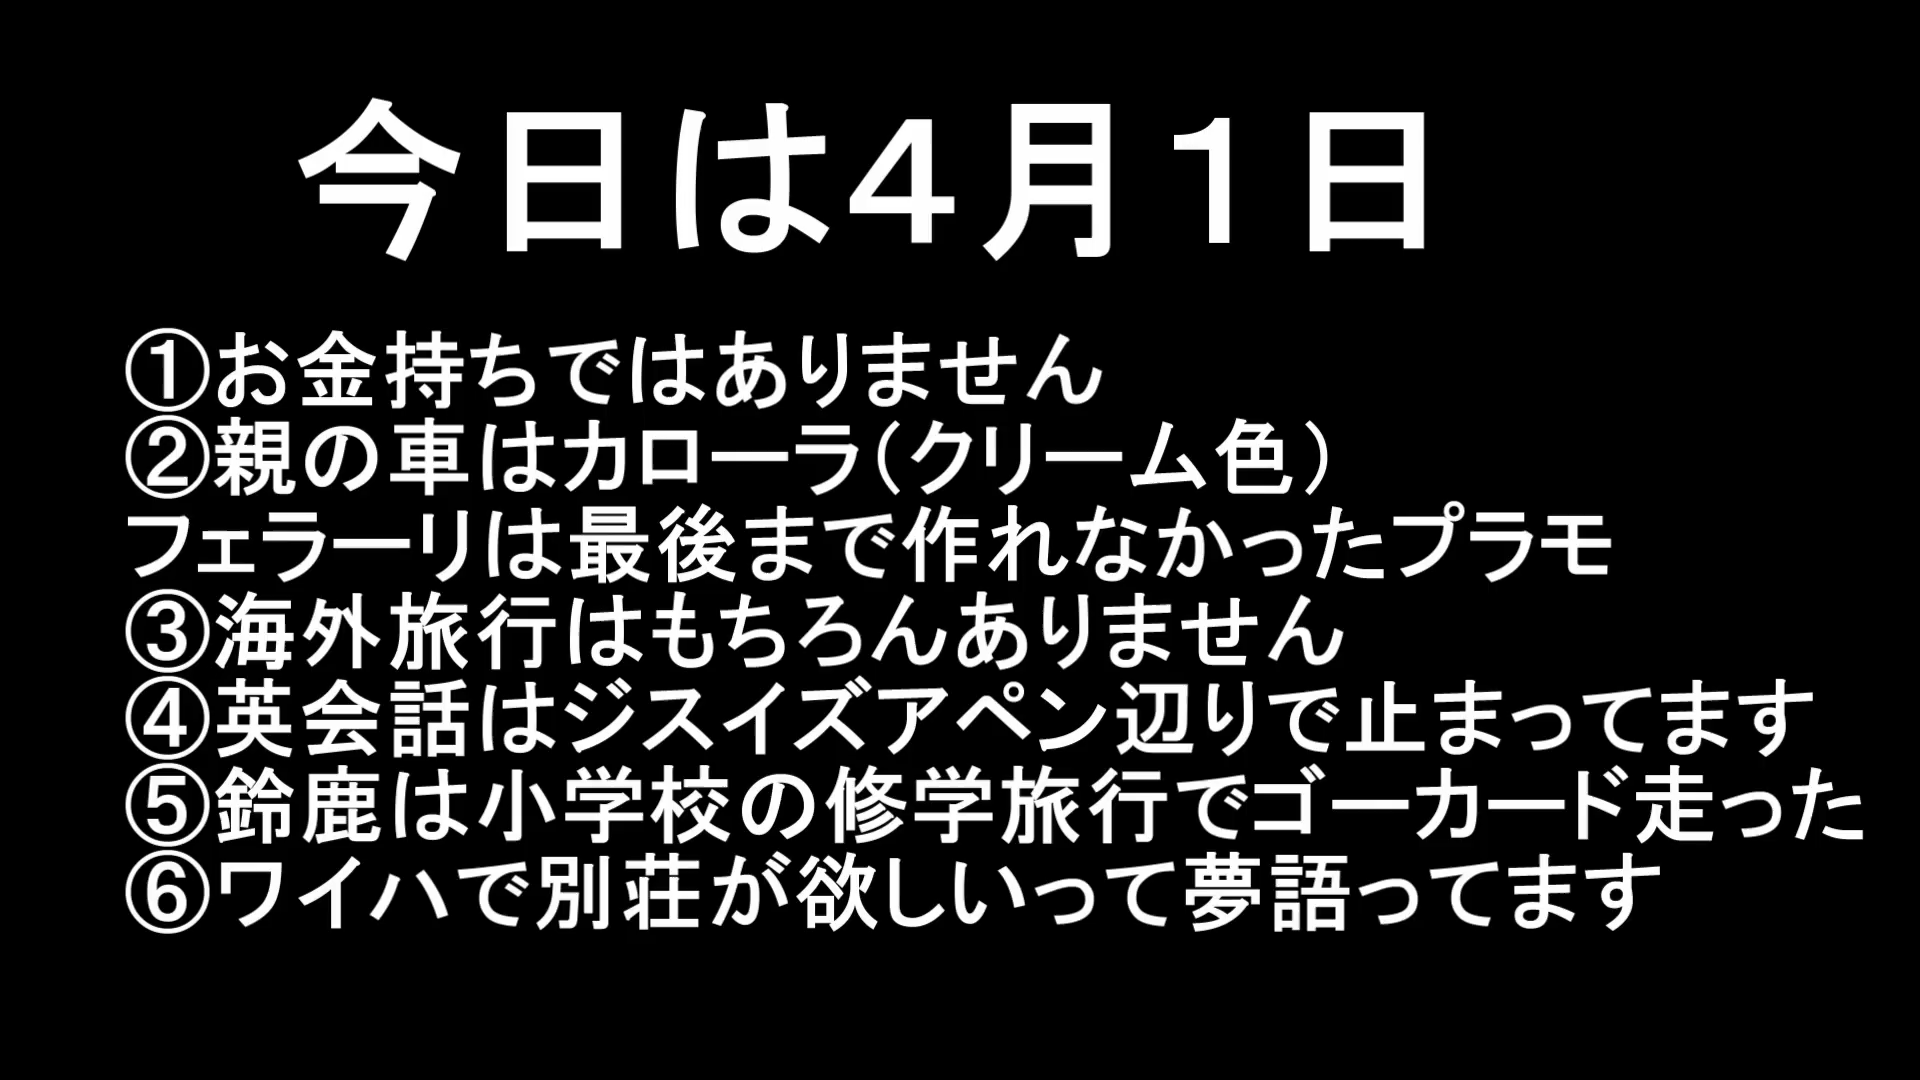 今日は４月１日
①お金持ちではありません
②親の車はカローラ（クリーム色）
フェラーリは最後まで作れなかったプラモ
③海外旅行はもちろんありません
④英会話はジスイズアペン辺りで止まってます
⑤鈴鹿は小学校の修学旅行でゴーカード走った
⑥ワイハで別荘が欲しいって夢語ってます